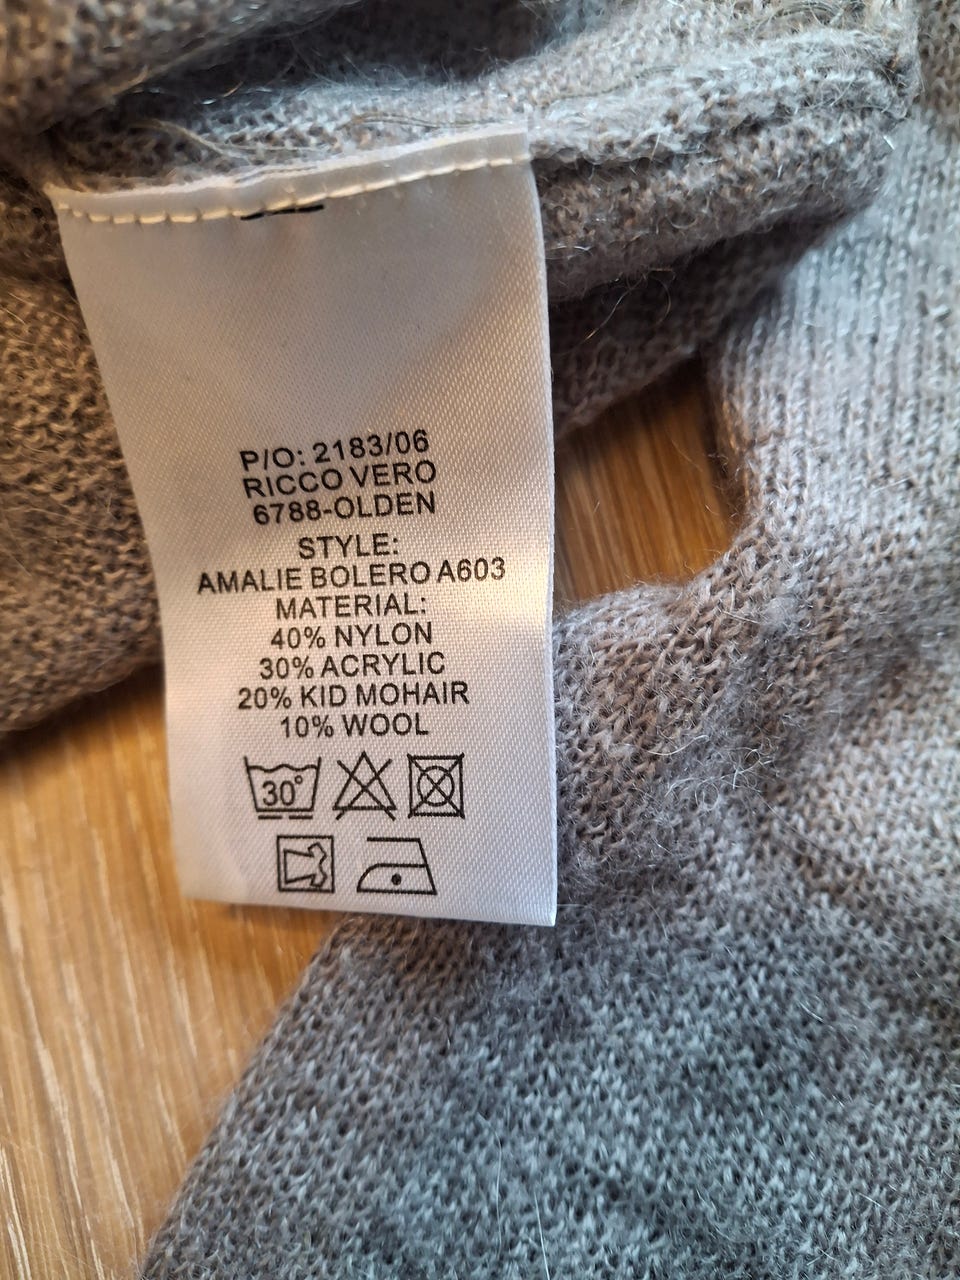 P/O: 2183/06
RICCO VERO
6788-OLDEN
STYLE:
AMALIE BOLERO A603
MATERIAL:
40% NYLON
30% ACRYLIC
20% KID MOHAIR
10% WOOL
30°